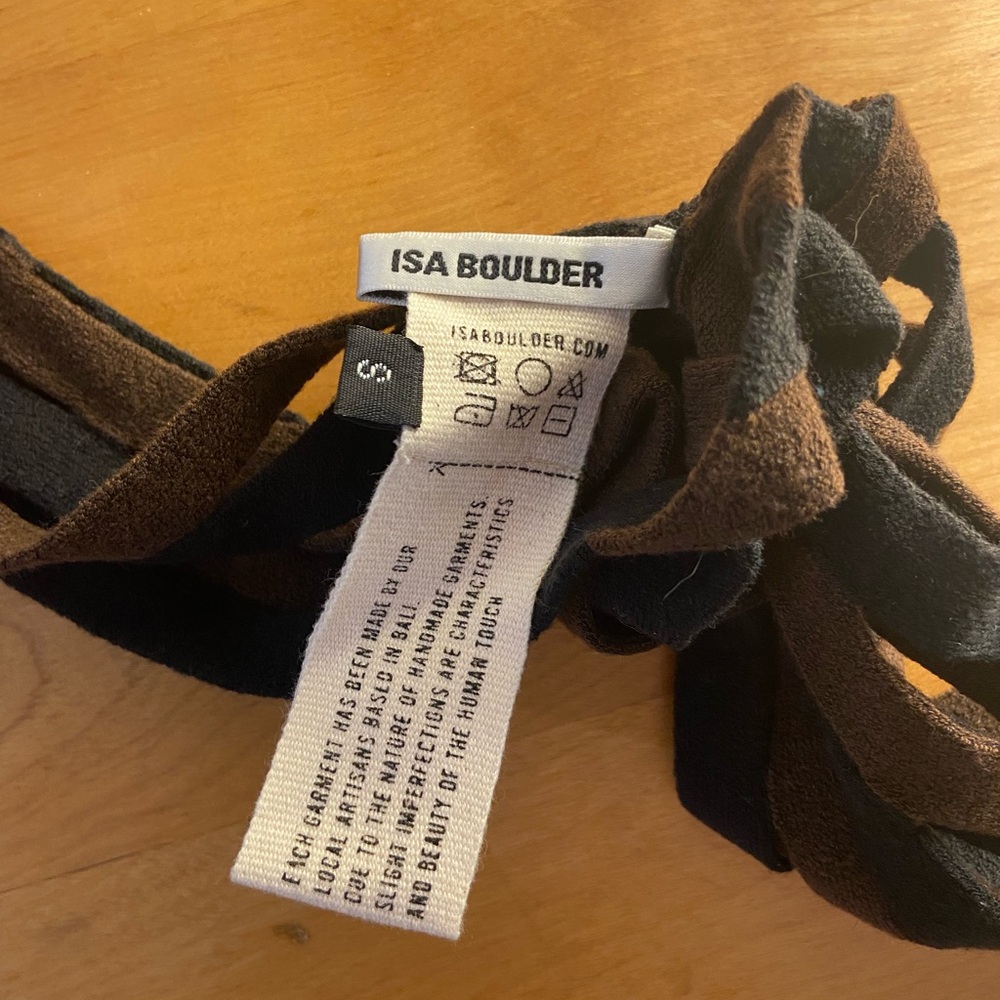 ISA BOULDER
ISABOULDER.COM
S
EACH GARMENT HAS BEEN MADE BY OUR
LOCAL ARTISANS BASED IN BALI.
DUE TO THE NATURE OF HANDMADE GARMENTS,
SLIGHT IMPERFECTIONS ARE CHARACTERISTICS
AND BEAUTY OF THE HUMAN TOUCH